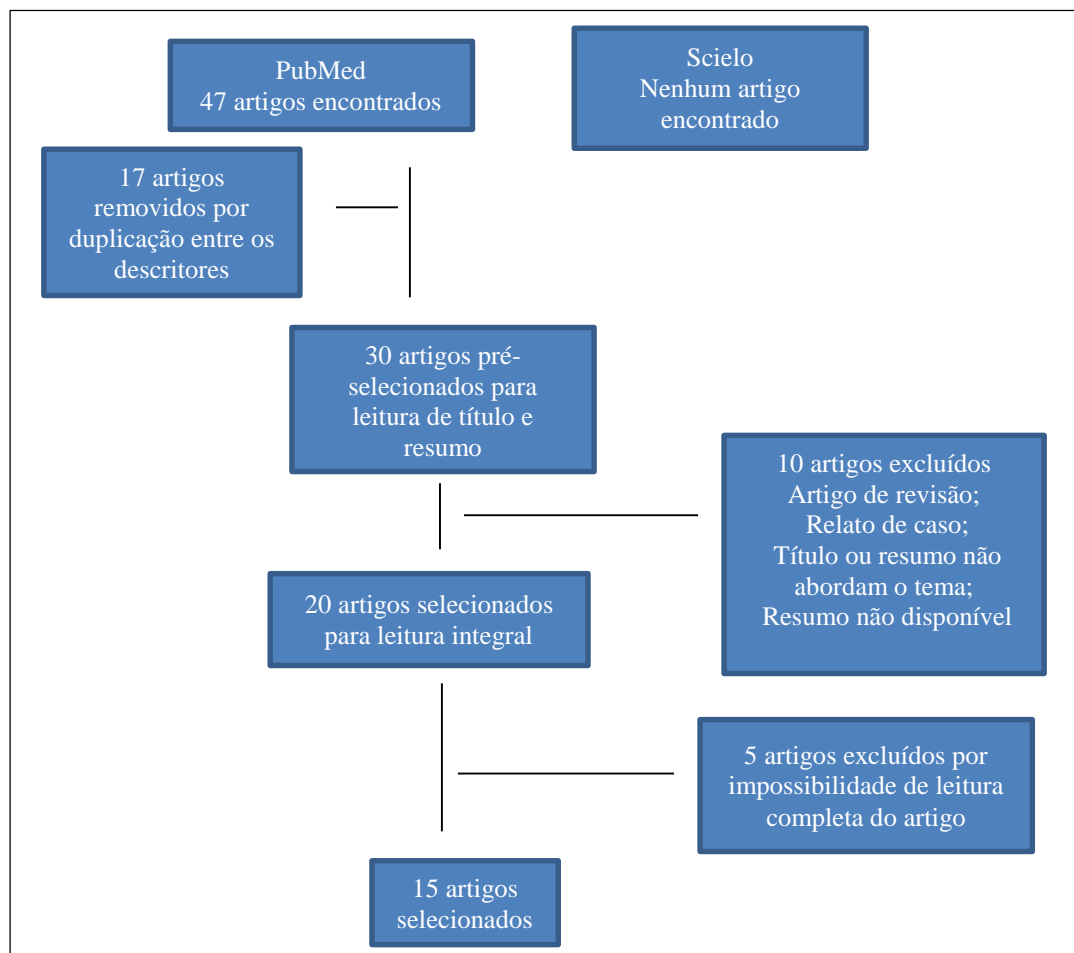 PubMed
47 artigos encontrados
Scielo
Nenhum artigo
encontrado
17 artigos
removidos por
duplicação entre os
descritores
30 artigos pré-
selecionados para
leitura de título e
resumo
10 artigos excluídos
Artigo de revisão;
Relato de caso;
Título ou resumo não
abordam o tema;
Resumo não disponível
20 artigos selecionados
para leitura integral
5 artigos excluídos por
impossibilidade de leitura
completa do artigo
15 artigos
selecionados